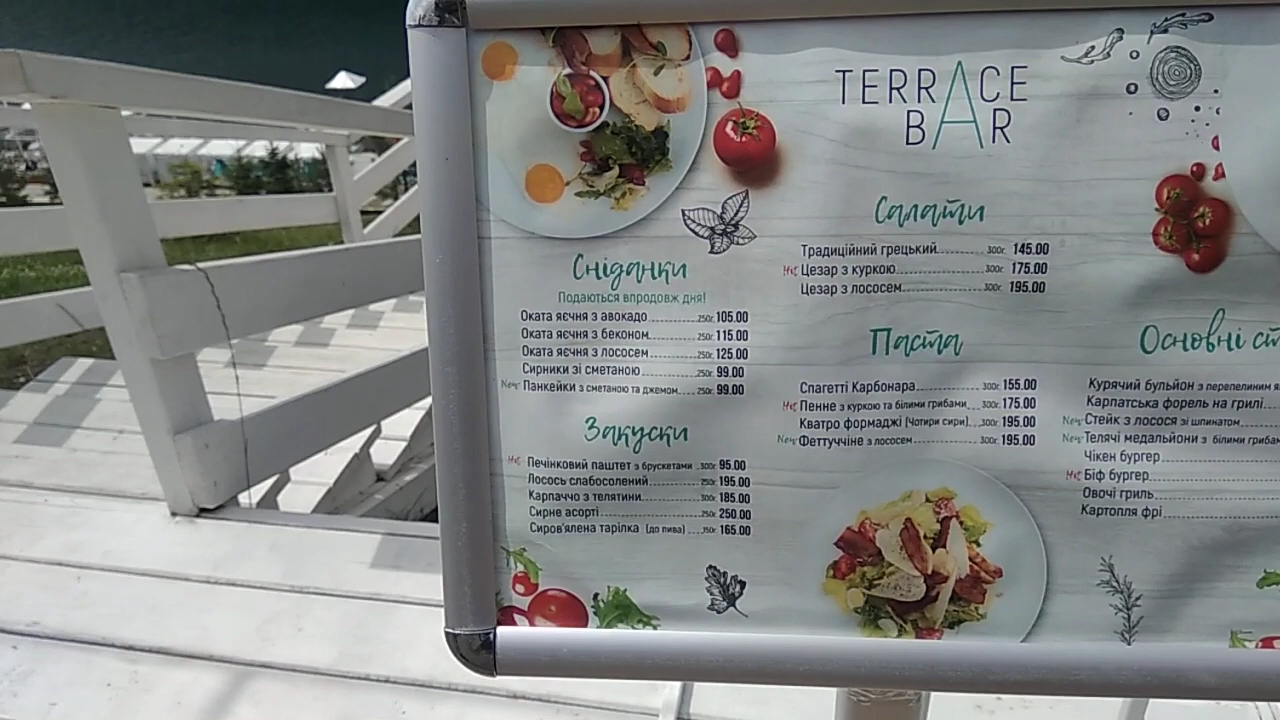 TERRACE
BAR
Сніданки
Подаються впродовж дня!
Оката яєчня з авокадо 250г. 105.00
Оката яєчня з беконом 250г. 115.00
Оката яєчня з лососем 250г. 125.00
Сирники зі сметаною 250г. 99.00
New Панкейки з сметаною та джемом 250г. 99.00
Закуски
Hit Печінковий паштет з брускетами 300г. 95.00
Лосось слабосолений 250г. 195.00
Карпаччо з телятини 300г. 185.00
Сирне асорті 250г. 250.00
Сиров'ялена тарілка (до пива) 150г. 165.00
Салати
Традиційний грецький 300г. 145.00
Hit Цезар з куркою 300г. 175.00
Цезар з лососем 300г. 195.00
Паста
Спагетті Карбонара 300г. 155.00
Hit Пенне з куркою та білими грибами 300г. 175.00
Кватро формаджі (Чотири сири) 300г. 195.00
New Феттуччіне з лососем 300г. 195.00
Основні
Курячий бульйон з перепелиним
Карпатська форель на грилі
New Стейк з лосося зі шпинатом
New Телячі медальйони з білими
Чікен бургер
Hit Біф бургер
Овочі гриль
Картопля фрі